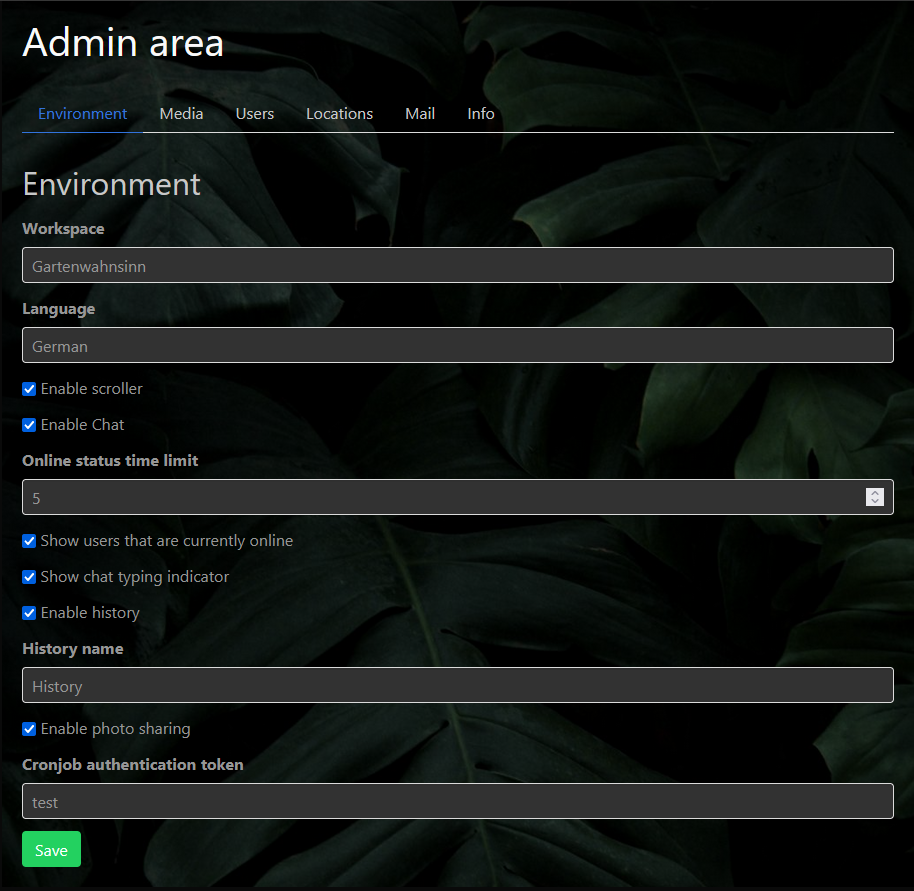 Admin area
Environment Media Users Locations Mail Info
Environment
Workspace
Gartenwahnsinn
Language
German
Enable scroller
Enable Chat
Online status time limit
5
Show users that are currently online
Show chat typing indicator
Enable history
History name
History
Enable photo sharing
Cronjob authentication token
test
Save